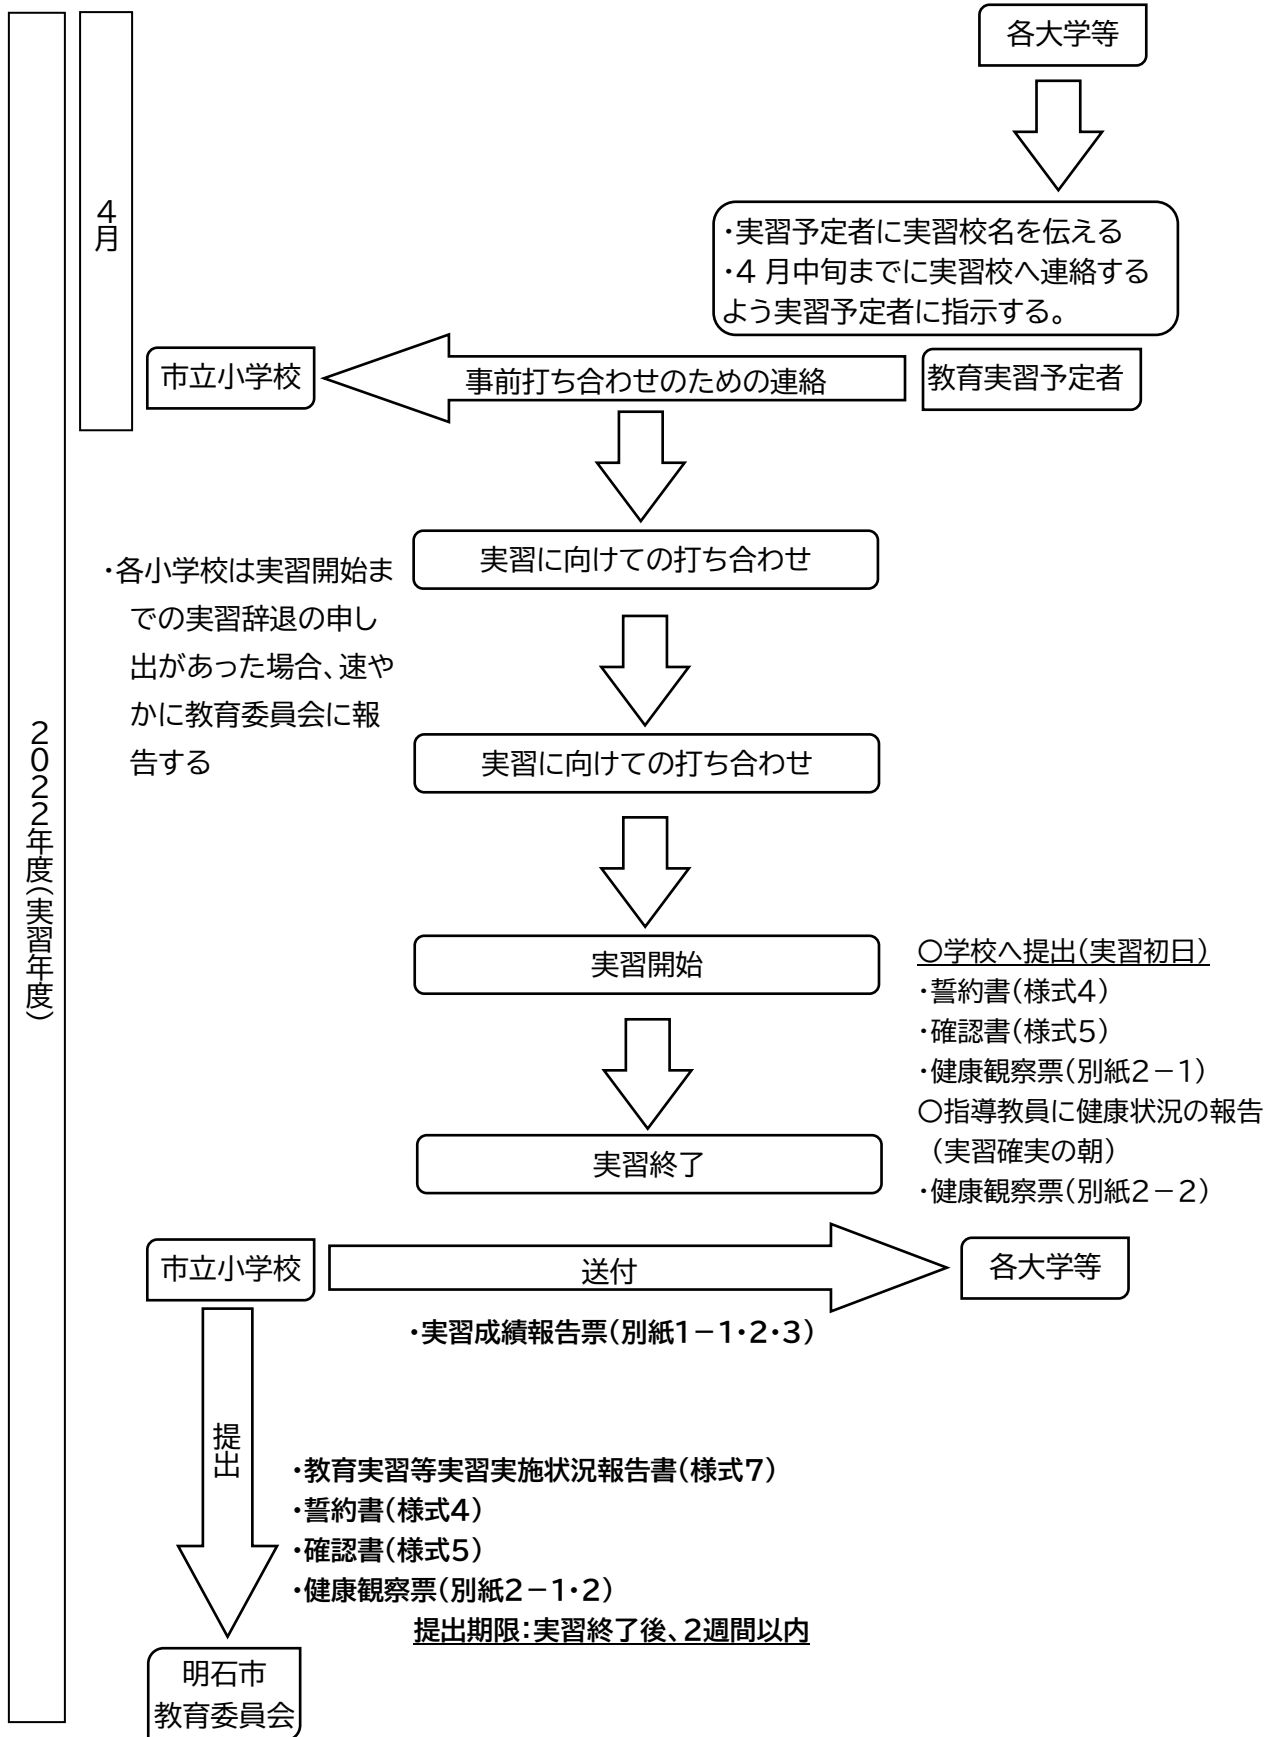 各大学等
4月
・実習予定者に実習校名を伝える
・4 月中旬までに実習校へ連絡する
よう実習予定者に指示する。
市立小学校
事前打ち合わせのための連絡
教育実習予定者
実習に向けての打ち合わせ
・各小学校は実習開始ま
での実習辞退の申し
出があった場合、速や
かに教育委員会に報
告する
実習に向けての打ち合わせ
2022年度(実習年度)
実習開始
〇学校へ提出(実習初日)
・誓約書(様式4)
・確認書(様式5)
・健康観察票(別紙2-1)
〇指導教員に健康状況の報告
(実習確実の朝)
・健康観察票(別紙2-2)
実習終了
市立小学校
送付
各大学等
・実習成績報告票(別紙1-1・2・3)
提出
・教育実習等実習実施状況報告書(様式7)
・誓約書(様式4)
・確認書(様式5)
・健康観察票(別紙2-1・2)
提出期限:実習終了後、2週間以内
明石市
教育委員会